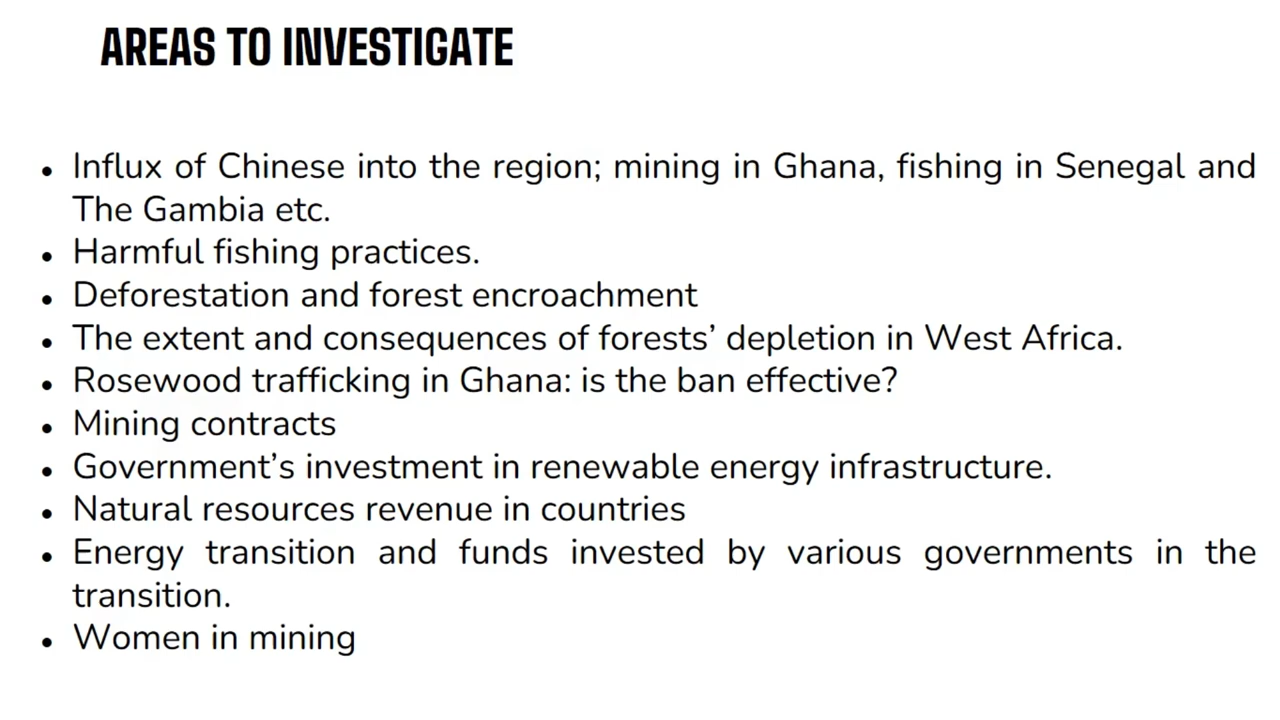 AREAS TO INVESTIGATE
• Influx of Chinese into the region; mining in Ghana, fishing in Senegal and
The Gambia etc.
• Harmful fishing practices.
• Deforestation and forest encroachment
• The extent and consequences of forests’ depletion in West Africa.
• Rosewood trafficking in Ghana: is the ban effective?
• Mining contracts
• Government’s investment in renewable energy infrastructure.
• Natural resources revenue in countries
• Energy transition and funds invested by various governments in the
transition.
• Women in mining